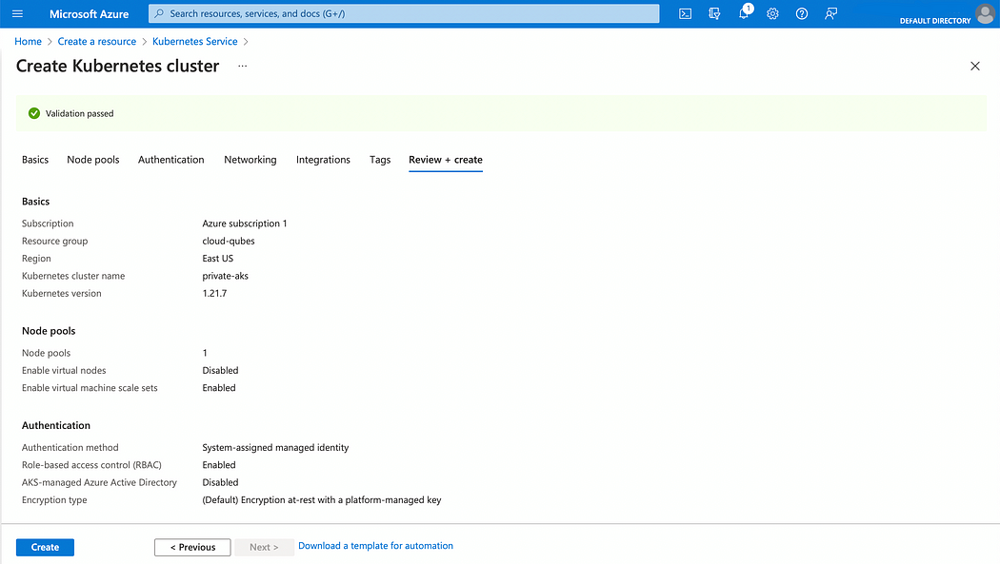 Microsoft Azure
Search resources, services, and docs (G+/)
1
DEFAULT DIRECTORY
Home > Create a resource > Kubernetes Service >
Create Kubernetes cluster ...
Validation passed
Basics Node pools Authentication Networking Integrations Tags Review + create
Basics
Subscription Azure subscription 1
Resource group cloud-qubes
Region East US
Kubernetes cluster name private-aks
Kubernetes version 1.21.7
Node pools
Node pools 1
Enable virtual nodes Disabled
Enable virtual machine scale sets Enabled
Authentication
Authentication method System-assigned managed identity
Role-based access control (RBAC) Enabled
AKS-managed Azure Active Directory Disabled
Encryption type (Default) Encryption at-rest with a platform-managed key
Create < Previous Next > Download a template for automation